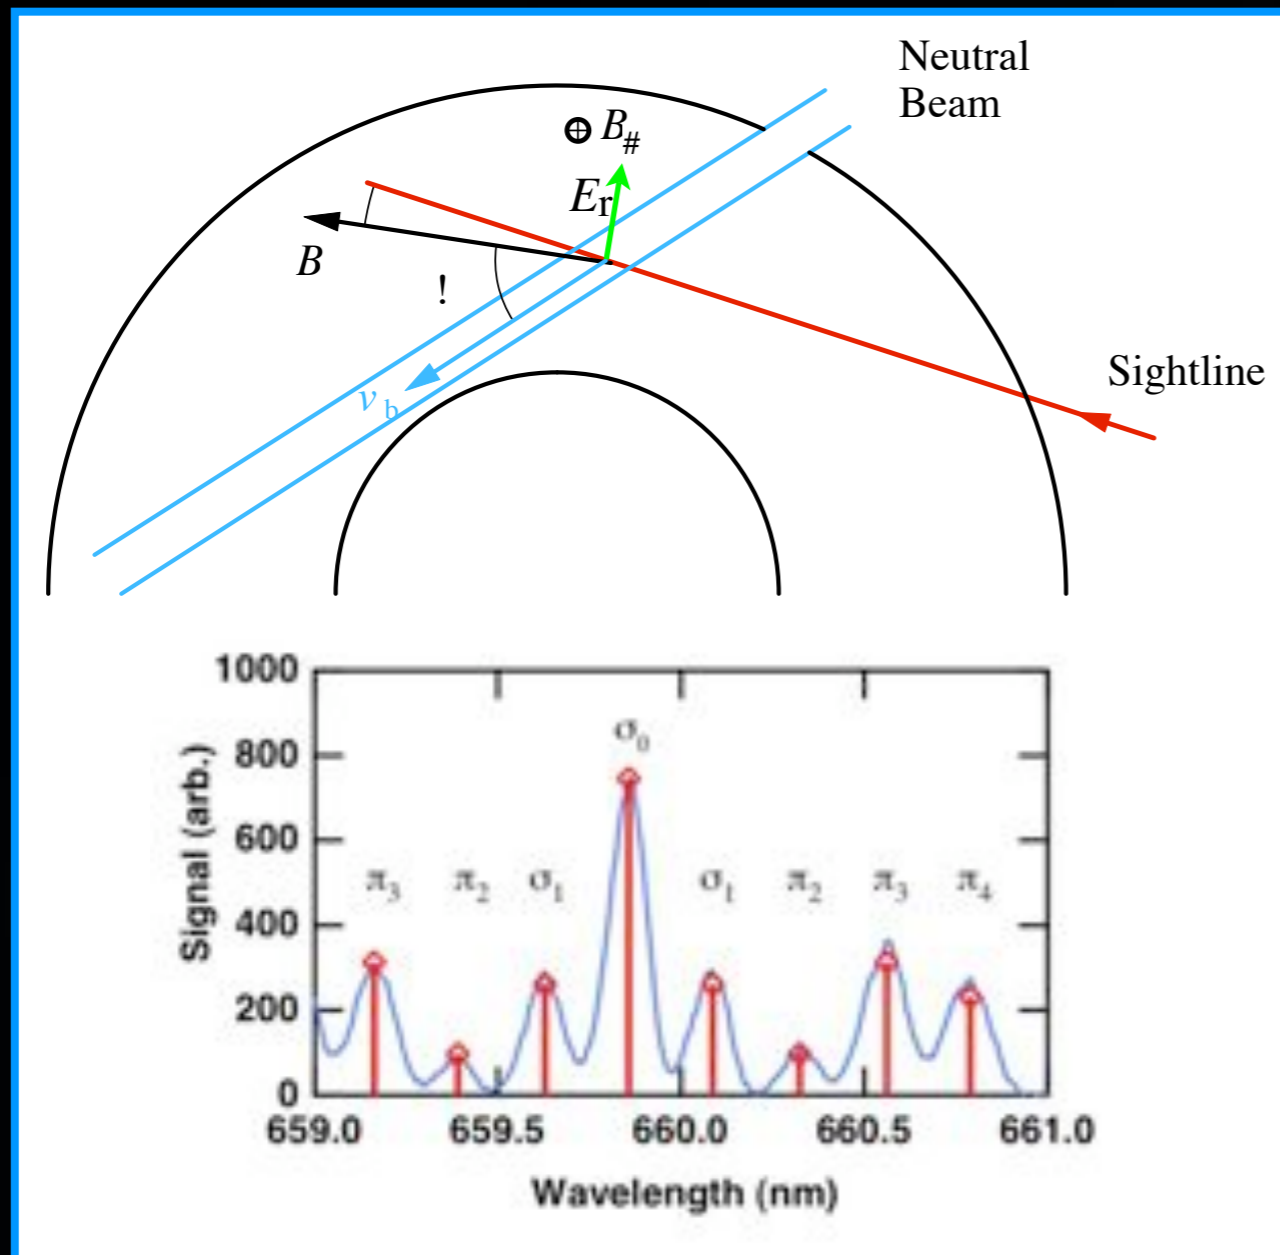 Neutral
Beam
⊕ B#
Er
B
!
vb
Sightline
1000
800
600
400
200
0
Signal (arb.)
σ0
π3 π2 σ1 σ1 π2 π3 π4
659.0 659.5 660.0 660.5 661.0
Wavelength (nm)